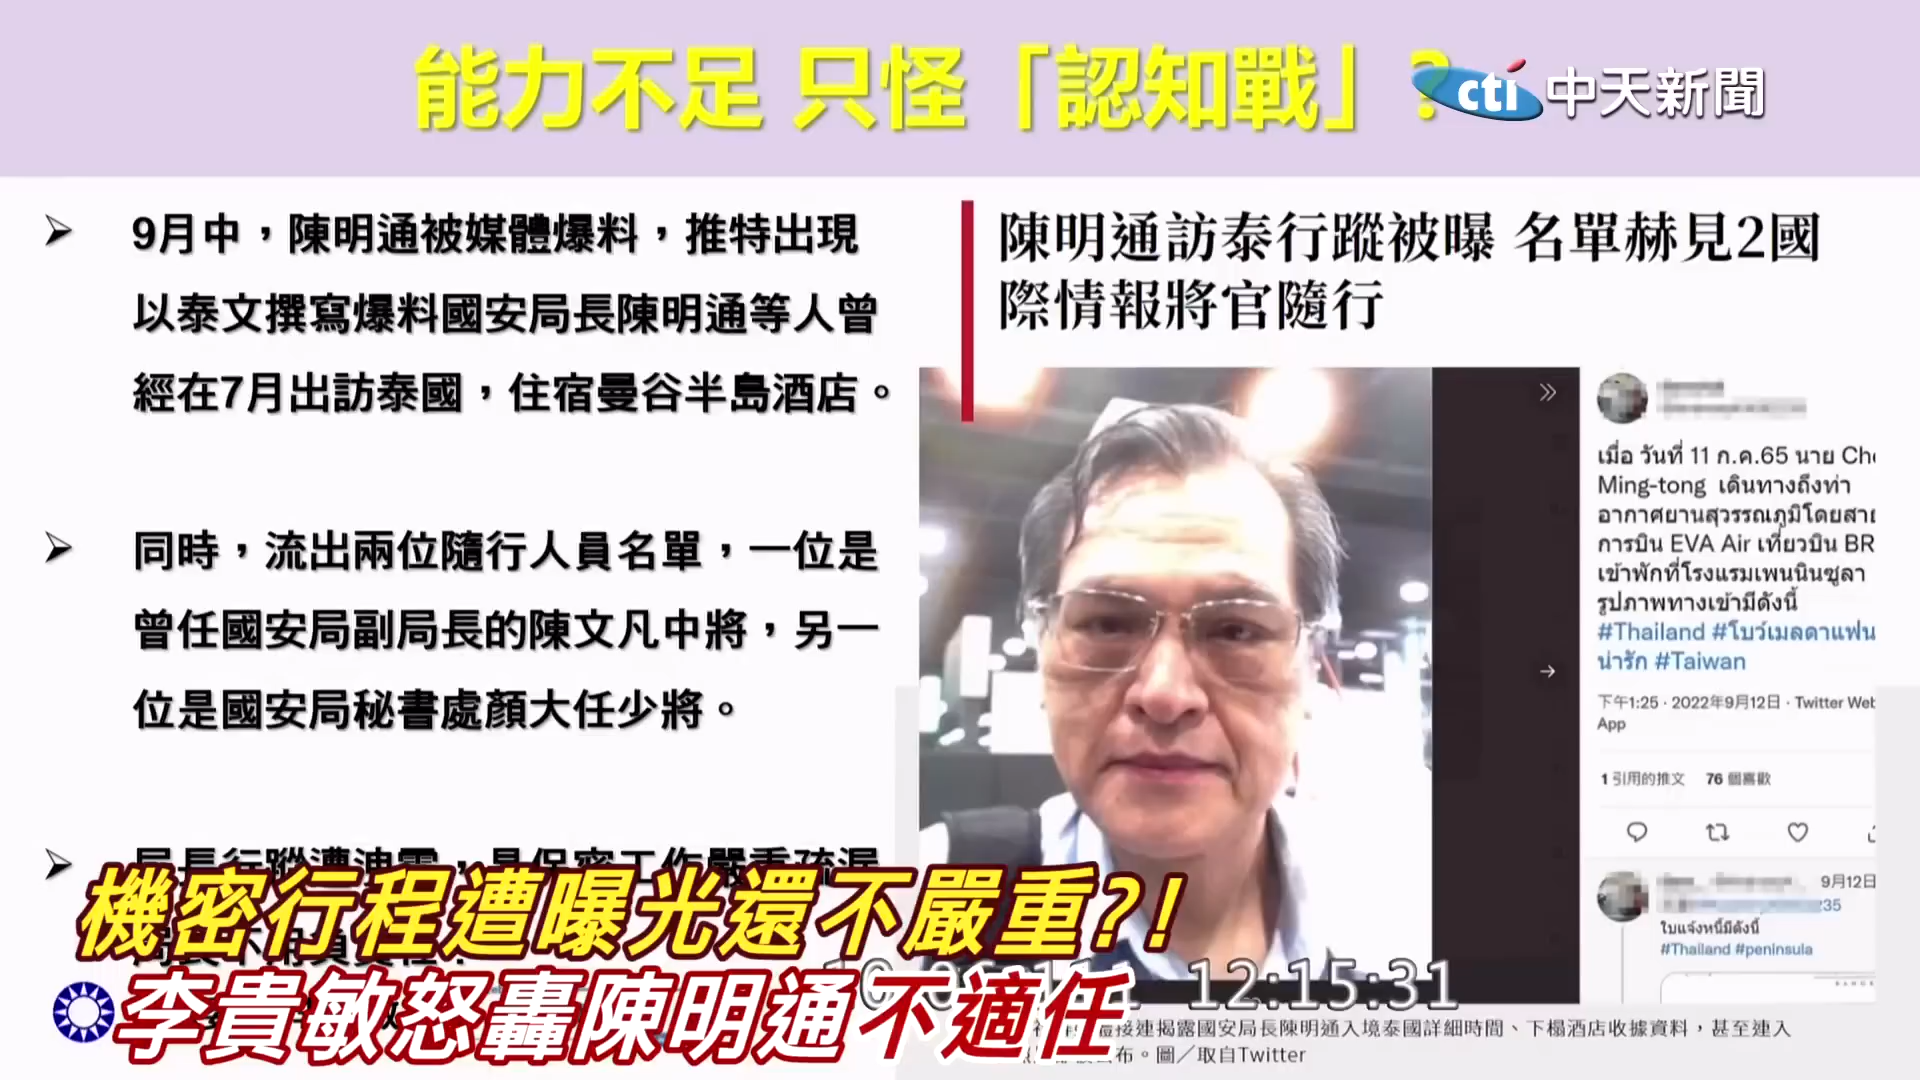 能力不足 只怪「認知戰」?
cti 中天新聞
9月中，陳明通被媒體爆料，推特出現
以泰文撰寫爆料國安局長陳明通等人曾
經在7月出訪泰國，住宿曼谷半島酒店。
同時，流出兩位隨行人員名單，一位是
曾任國安局副局長的陳文凡中將，另一
位是國安局秘書處顏大任少將。
陳明通訪泰行蹤被曝 名單赫見2國
際情報將官隨行
เมื่อ วันที่ 11 ก.ค.65 นาย Che
Ming-tong เดินทางถึงท่า
อากาศยานสุวรรณภูมิโดยสาย
การบิน EVA Air เที่ยวบิน BR
เข้าพักที่โรงแรมเพนนินซูลา
รูปภาพทางเข้ามีดังนี้
#Thailand #โบว์เมลดาแฟน
น่ารัก #Taiwan
下午1:25 · 2022年9月12日 · Twitter Web
App
1 引用的推文 76 個喜歡
9月12日
35
ใบแจ้งหนี้มีดังนี้
#Thailand #peninsula
機密行程遭曝光還不嚴重?!
李貴敏怒轟陳明通不適任
12:15:31
接連揭露國安局長陳明通入境泰國詳細時間、下榻酒店收據資料，甚至連入
布。圖／取自Twitter